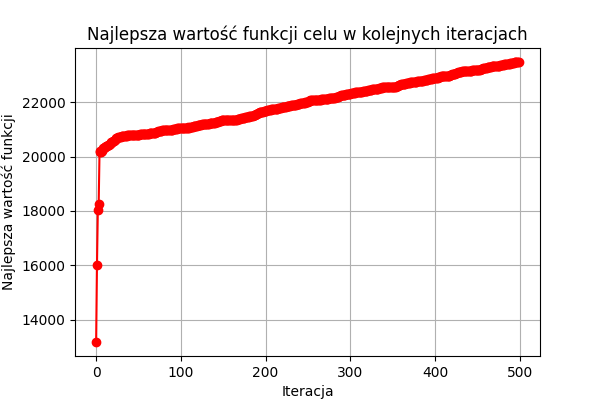 Najlepsza wartość funkcji celu w kolejnych iteracjach
Najlepsza wartość funkcji
22000
20000
18000
16000
14000
0 100 200 300 400 500
Iteracja